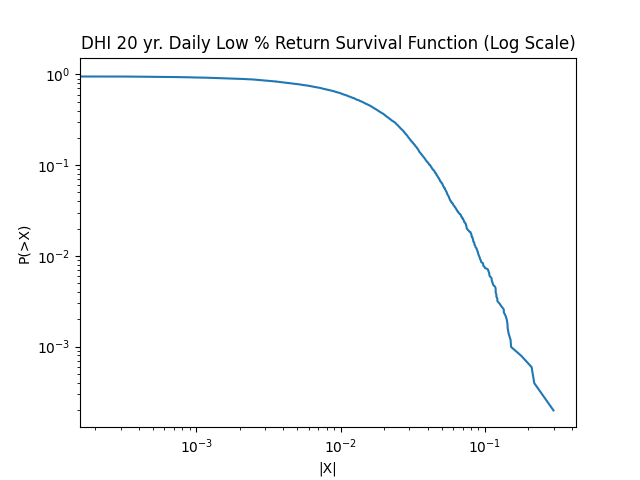 DHI 20 yr. Daily Low % Return Survival Function (Log Scale)
10⁰
10⁻¹
10⁻²
10⁻³
P(>X)
10⁻³ 10⁻² 10⁻¹
|X|